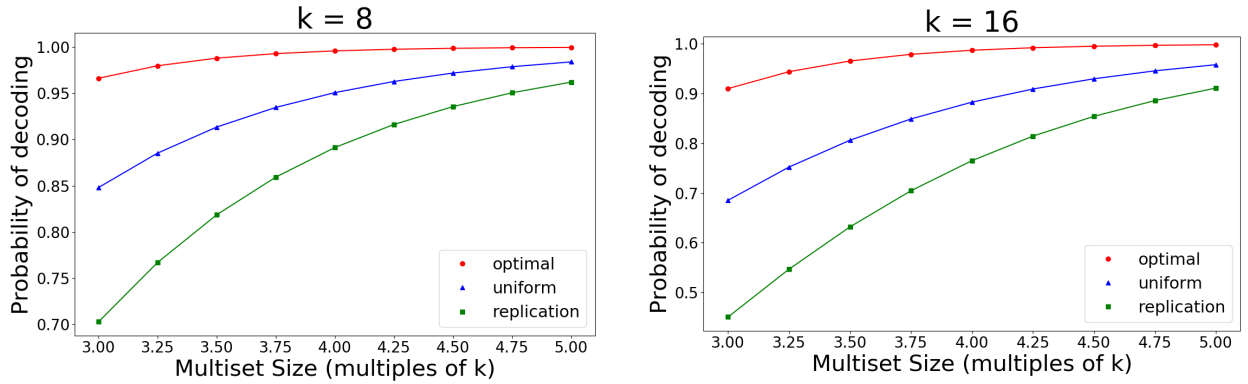 k = 8
Probability of decoding
1.00
0.95
0.90
0.85
0.80
0.75
0.70
optimal
uniform
replication
3.00 3.25 3.50 3.75 4.00 4.25 4.50 4.75 5.00
Multiset Size (multiples of k)
k = 16
Probability of decoding
1.0
0.9
0.8
0.7
0.6
0.5
optimal
uniform
replication
3.00 3.25 3.50 3.75 4.00 4.25 4.50 4.75 5.00
Multiset Size (multiples of k)